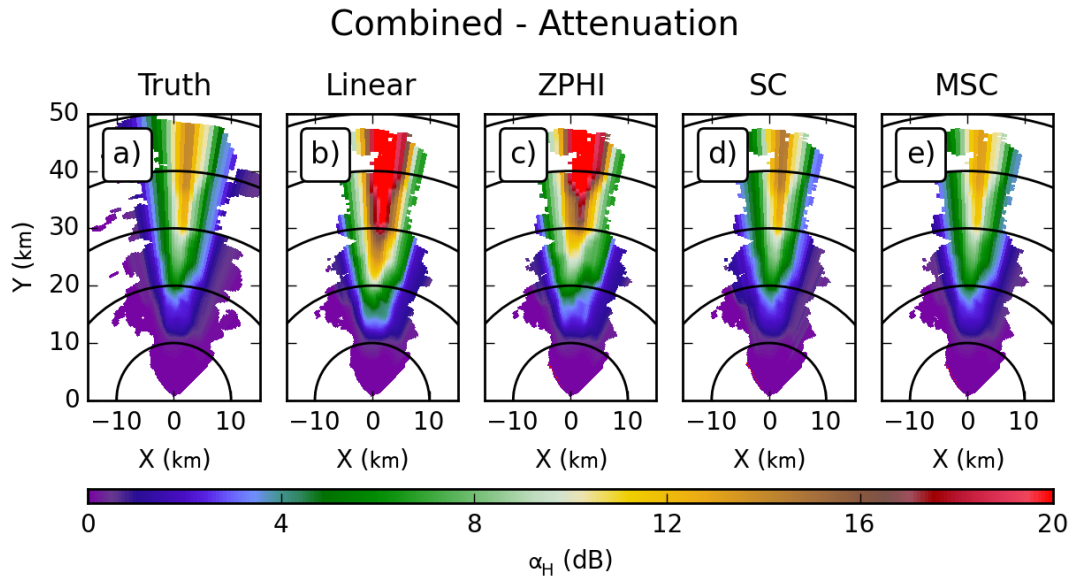 Combined - Attenuation
Truth Linear ZPHI SC MSC
a) b) c) d) e)
50
40
30
20
10
0
Y (km)
−10 0 10 −10 0 10 −10 0 10 −10 0 10 −10 0 10
X (km) X (km) X (km) X (km) X (km)
0 4 8 12 16 20
α_H (dB)